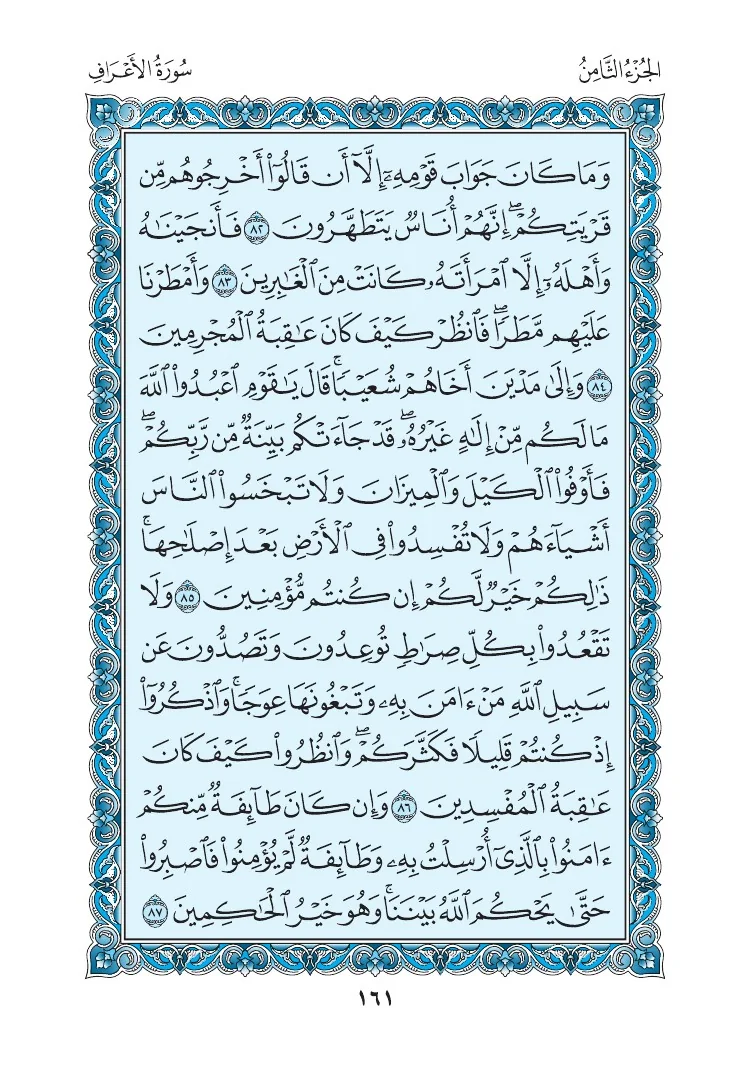 الجُزْءُ الثَّامِنُ
سُورَةُ الأَعْرَافِ
وَمَا كَانَ جَوَابَ قَوْمِهِۦٓ إِلَّآ أَن قَالُوٓا۟ أَخْرِجُوهُم مِّن
قَرْيَتِكُمْ ۖ إِنَّهُمْ أُنَاسٌ يَتَطَهَّرُونَ ٨٢ فَأَنجَيْنَـٰهُ
وَأَهْلَهُۥٓ إِلَّا ٱمْرَأَتَهُۥ كَانَتْ مِنَ ٱلْغَـٰبِرِينَ ٨٣ وَأَمْطَرْنَا
عَلَيْهِم مَّطَرًا ۖ فَٱنظُرْ كَيْفَ كَانَ عَـٰقِبَةُ ٱلْمُجْرِمِينَ
٨٤ وَإِلَىٰ مَدْيَنَ أَخَاهُمْ شُعَيْبًا ۗ قَالَ يَـٰقَوْمِ ٱعْبُدُوا۟ ٱللَّهَ
مَا لَكُم مِّنْ إِلَـٰهٍ غَيْرُهُۥ ۖ قَدْ جَآءَتْكُم بَيِّنَةٌ مِّن رَّبِّكُمْ ۖ
فَأَوْفُوا۟ ٱلْكَيْلَ وَٱلْمِيزَانَ وَلَا تَبْخَسُوا۟ ٱلنَّاسَ
أَشْيَآءَهُمْ وَلَا تُفْسِدُوا۟ فِى ٱلْأَرْضِ بَعْدَ إِصْلَـٰحِهَا ۚ
ذَٰلِكُمْ خَيْرٌ لَّكُمْ إِن كُنتُم مُّؤْمِنِينَ ٨٥ وَلَا
تَقْعُدُوا۟ بِكُلِّ صِرَٰطٍ تُوعِدُونَ وَتَصُدُّونَ عَن
سَبِيلِ ٱللَّهِ مَنْ ءَامَنَ بِهِۦ وَتَبْغُونَهَا عِوَجًا ۚ وَٱذْكُرُوٓا۟
إِذْ كُنتُمْ قَلِيلًا فَكَثَّرَكُمْ ۖ وَٱنظُرُوا۟ كَيْفَ كَانَ
عَـٰقِبَةُ ٱلْمُفْسِدِينَ ٨٦ وَإِن كَانَ طَآئِفَةٌ مِّنكُمْ
ءَامَنُوا۟ بِٱلَّذِىٓ أُرْسِلْتُ بِهِۦ وَطَآئِفَةٌ لَّمْ يُؤْمِنُوا۟ فَٱصْبِرُوا۟
حَتَّىٰ يَحْكُمَ ٱللَّهُ بَيْنَنَا ۚ وَهُوَ خَيْرُ ٱلْحَـٰكِمِينَ ٨٧
١٦١